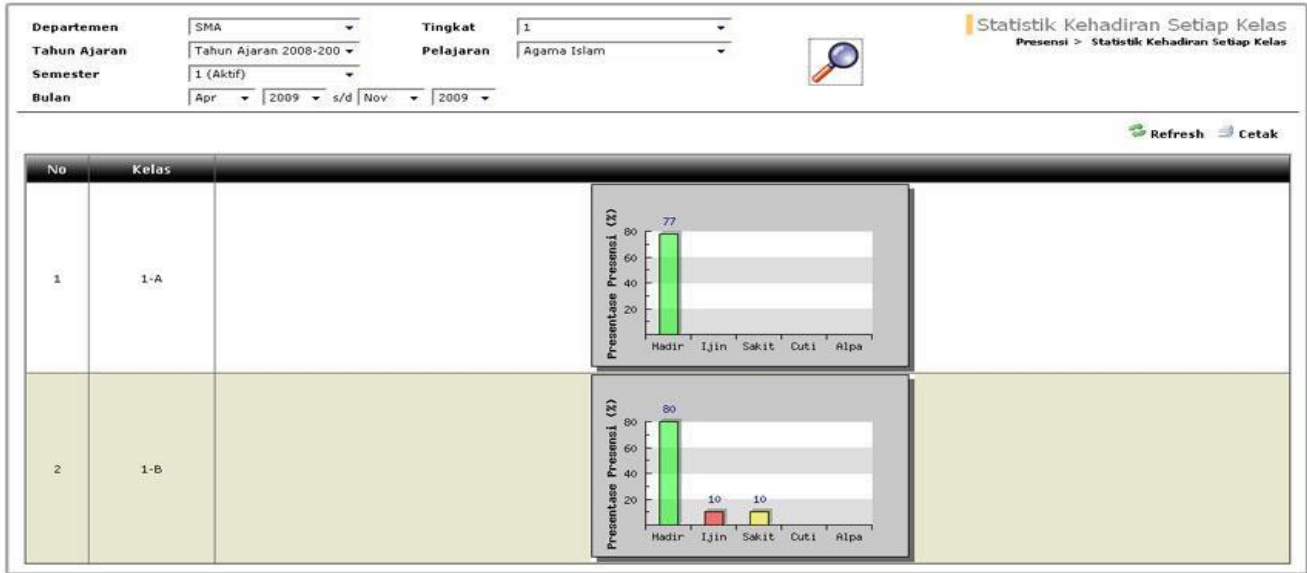 Departemen SMA Tingkat 1
Tahun Ajaran Tahun Ajaran 2008-200 Pelajaran Agama Islam
Semester 1 (Aktif)
Bulan Apr 2009 s/d Nov 2009
Statistik Kehadiran Setiap Kelas
Presensi > Statistik Kehadiran Setiap Kelas
Refresh Cetak
No Kelas
1 1-A
Presentase Presensi (%)
77
80
60
40
20
Hadir Ijin Sakit Cuti Alpa
2 1-B
Presentase Presensi (%)
80
80
60
40
20
10 10
Hadir Ijin Sakit Cuti Alpa